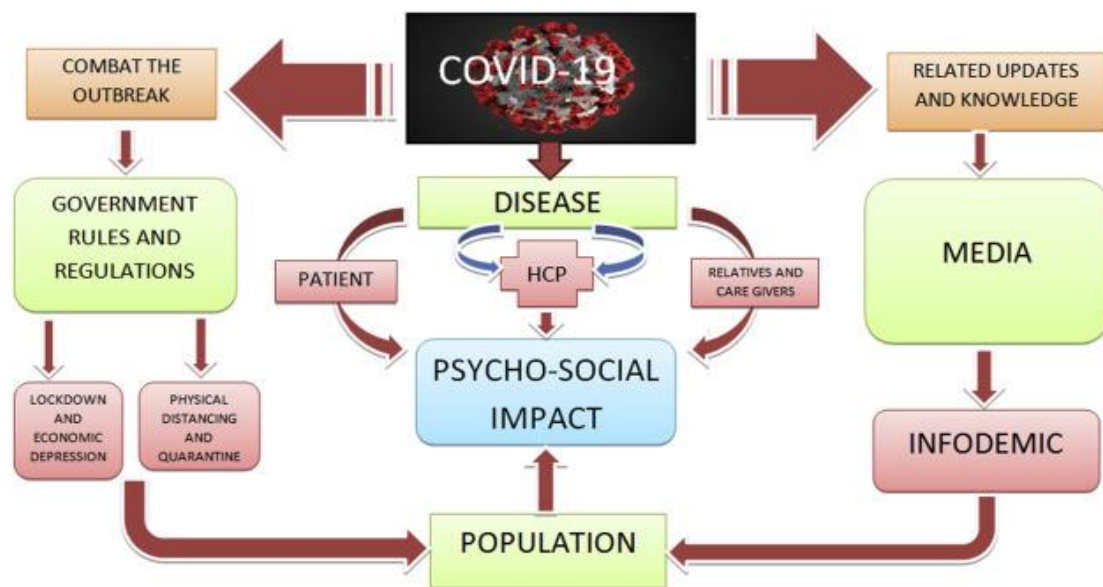 COVID-19
COMBAT THE
OUTBREAK
RELATED UPDATES
AND KNOWLEDGE
GOVERNMENT
RULES AND
REGULATIONS
DISEASE
MEDIA
PATIENT
HCP
RELATIVES AND
CARE GIVERS
PSYCHO-SOCIAL
IMPACT
LOCKDOWN
AND
ECONOMIC
DEPRESSION
PHYSICAL
DISTANCING
AND
QUARANTINE
INFODEMIC
POPULATION